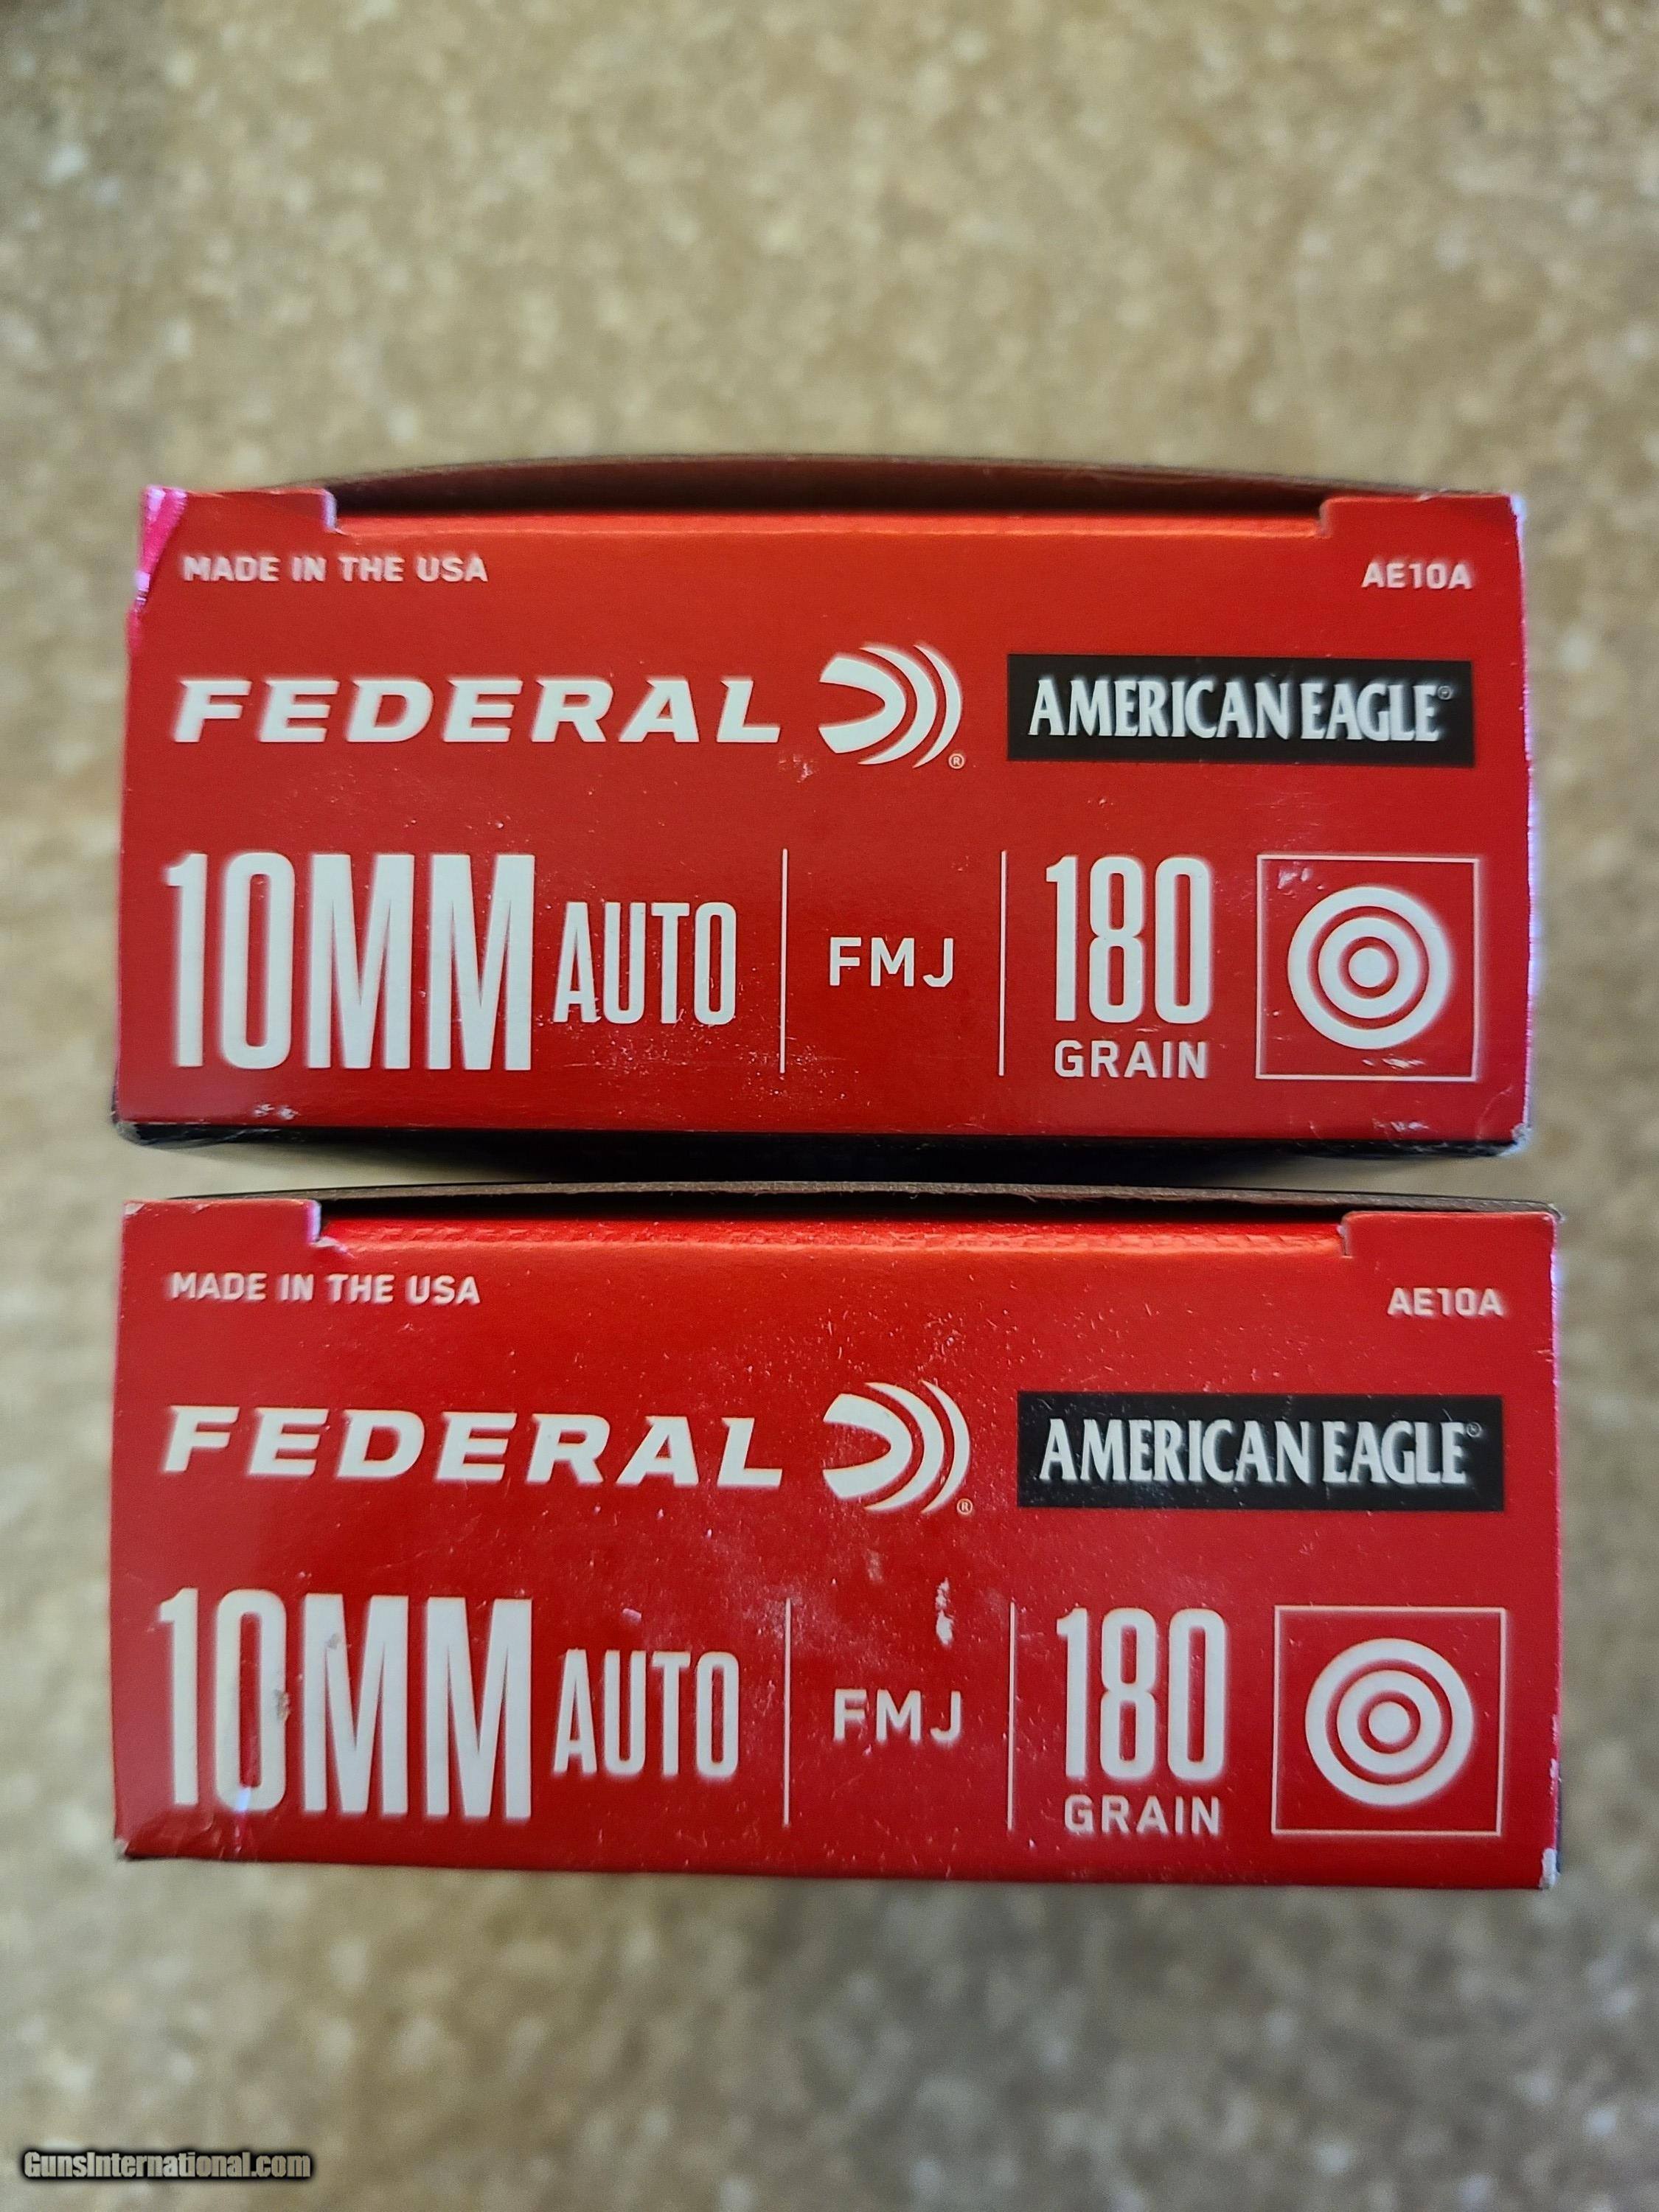 MADE IN THE USA AE10A
FEDERAL ® AMERICAN EAGLE®
10MM AUTO FMJ 180 GRAIN
MADE IN THE USA AE10A
FEDERAL ® AMERICAN EAGLE®
10MM AUTO FMJ 180 GRAIN
GunsInternational.com